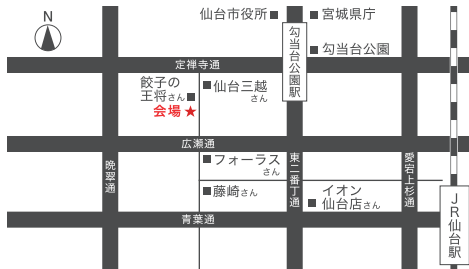 N
仙台市役所
宮城県庁
勾当台公園
勾当台公園駅
定禅寺通
餃子の
王将さん
会場★
仙台三越
さん
広瀬通
フォーラス
さん
藤崎さん
晩翠通
東二番丁通
愛宕上杉通
イオン
仙台店さん
青葉通
JR仙台駅